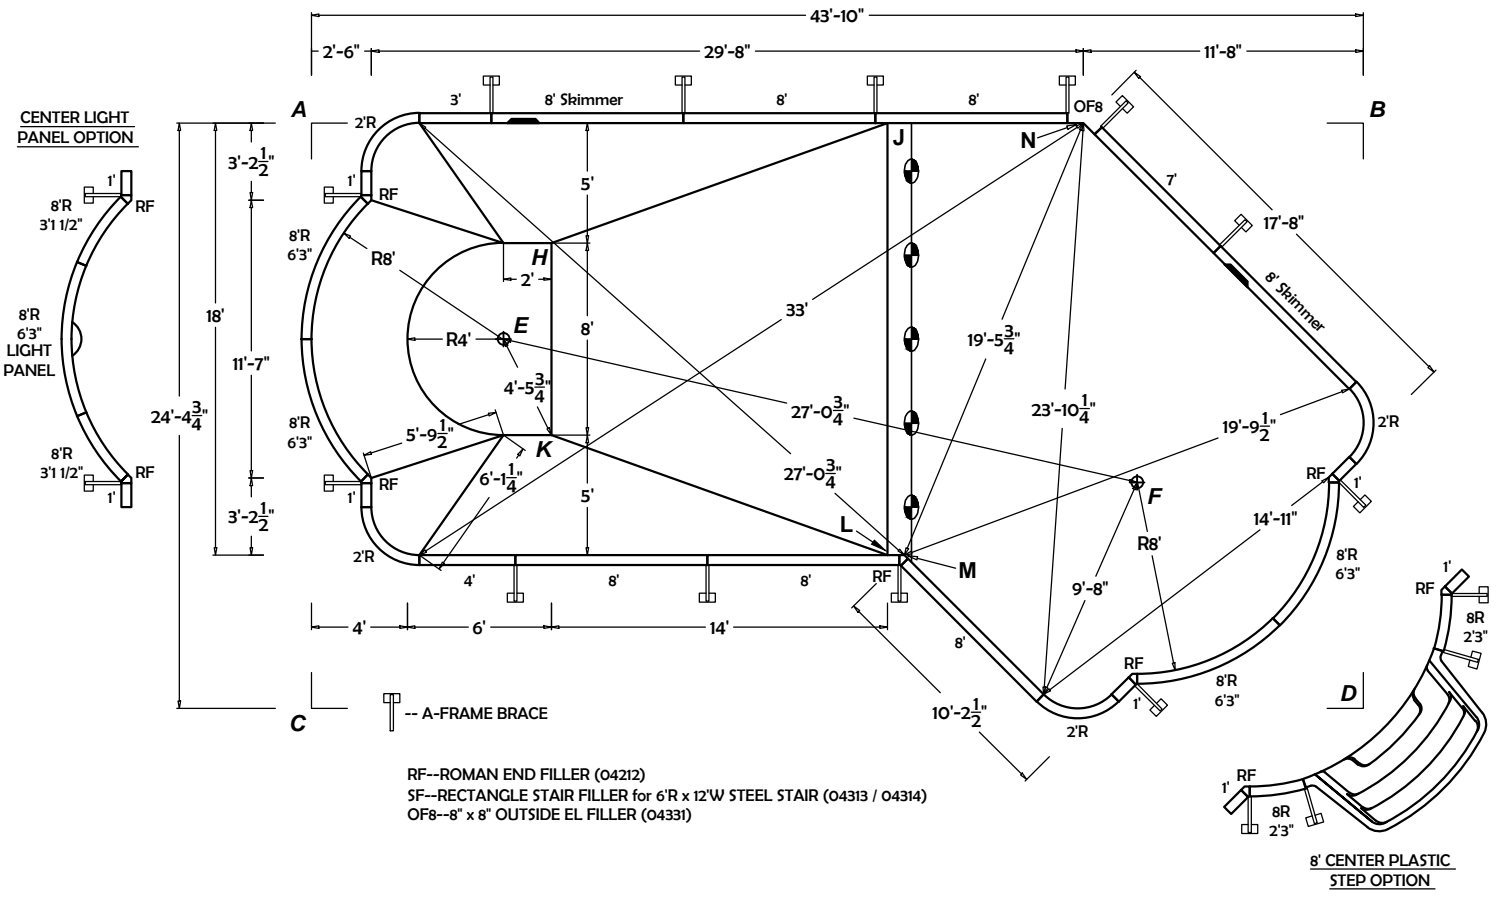 43'-10"
2'-6"
29'-8"
11'-8"
CENTER LIGHT
PANEL OPTION
A
3'
8' Skimmer
8'
8'
OF8
B
2'R
N
J
3'-2 1/2"
1'
RF
1'
RF
8'R
3'1 1/2"
8'R
6'3"
R8'
5'
H
2'
7'
17'-8"
8' Skimmer
8'R
6'3"
LIGHT
PANEL
18'
11'-7"
24'-4 3/4"
E
R4'
8'
4'-5 3/4"
33'
19'-5 3/4"
27'-0 3/4"
23'-10 1/4"
19'-9 1/2"
2'R
8'R
6'3"
5'-9 1/2"
K
6'-1 1/4"
27'-0 3/4"
8'R
3'1 1/2"
RF
1'
1'
RF
5'
L
F
RF
1'
14'-11"
3'-2 1/2"
2'R
4'
8'
8'
RF
M
R8'
8'R
6'3"
9'-8"
4'
6'
14'
8'
RF
1'
8'R
6'3"
10'-2 1/2"
2'R
C
D
-- A-FRAME BRACE
1'
RF
8R
2'3"
RF--ROMAN END FILLER (04212)
SF--RECTANGLE STAIR FILLER for 6'R x 12'W STEEL STAIR (04313 / 04314)
OF8--8" x 8" OUTSIDE EL FILLER (04331)
RF
1'
8R
2'3"
8' CENTER PLASTIC
STEP OPTION